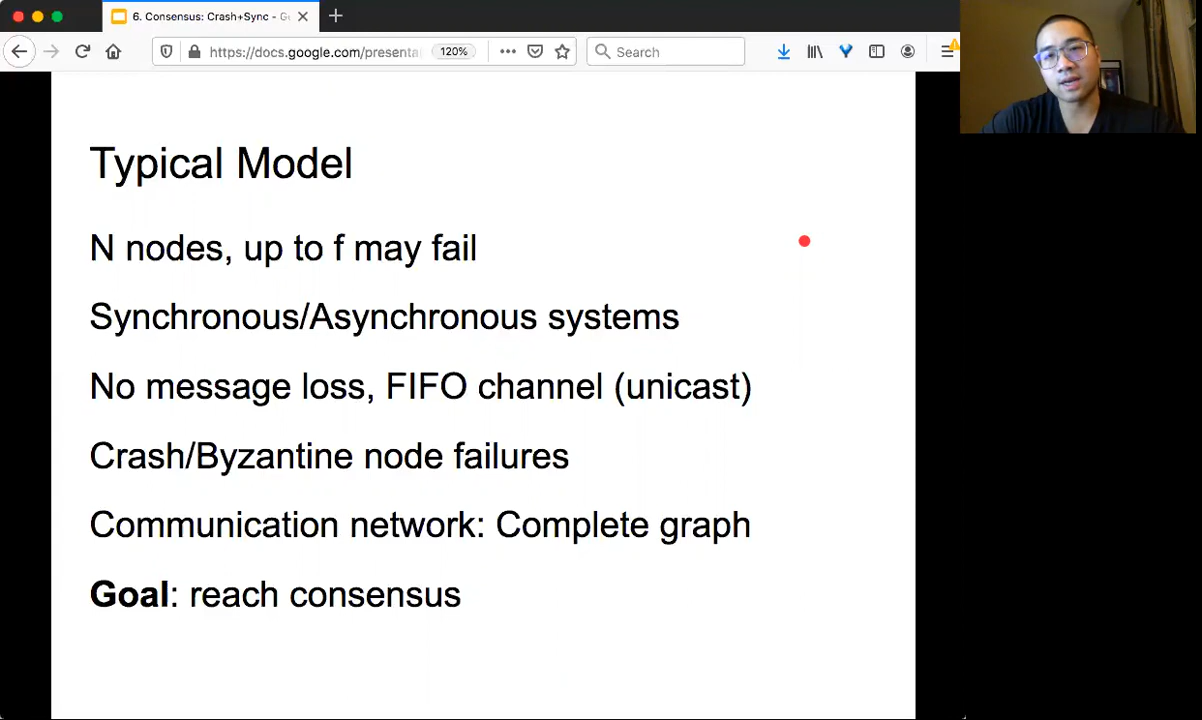 6. Consensus: Crash+Sync - G
https://docs.google.com/presenta
120%
Search
Typical Model
N nodes, up to f may fail
Synchronous/Asynchronous systems
No message loss, FIFO channel (unicast)
Crash/Byzantine node failures
Communication network: Complete graph
Goal: reach consensus